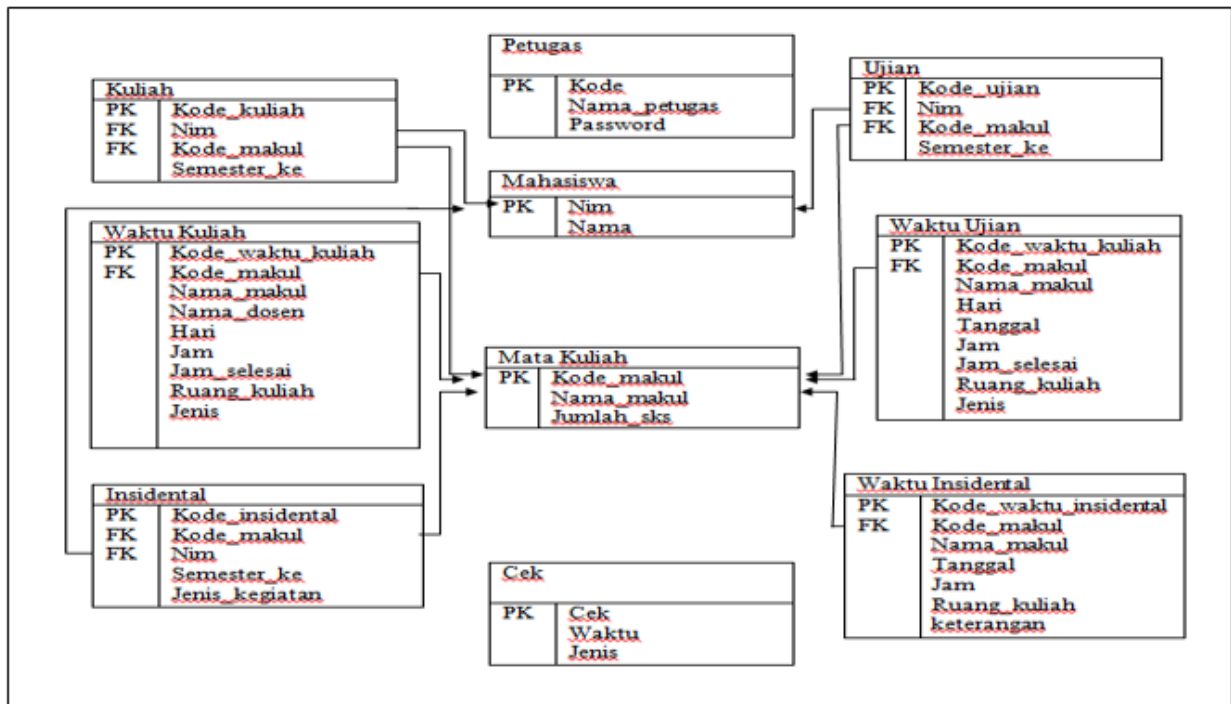 Petugas
PK Kode
Nama_petugas
Password
Kuliah
PK Kode_kuliah
FK Nim
FK Kode_makul
Semester_ke
Ujian
PK Kode_ujian
FK Nim
FK Kode_makul
Semester_ke
Mahasiswa
PK Nim
Nama
Waktu Kuliah
PK Kode_waktu_kuliah
FK Kode_makul
Nama_makul
Nama_dosen
Hari
Jam
Jam_selesai
Ruang_kuliah
Jenis
Waktu Ujian
PK Kode_waktu_kuliah
FK Kode_makul
Nama_makul
Hari
Tanggal
Jam
Jam_selesai
Ruang_kuliah
Jenis
Mata Kuliah
PK Kode_makul
Nama_makul
Jumlah_sks
Insidental
PK Kode_insidental
FK Kode_makul
FK Nim
Semester_ke
Jenis_kegiatan
Waktu Insidental
PK Kode_waktu_insidental
FK Kode_makul
Nama_makul
Tanggal
Jam
Ruang_kuliah
keterangan
Cek
PK Cek
Waktu
Jenis